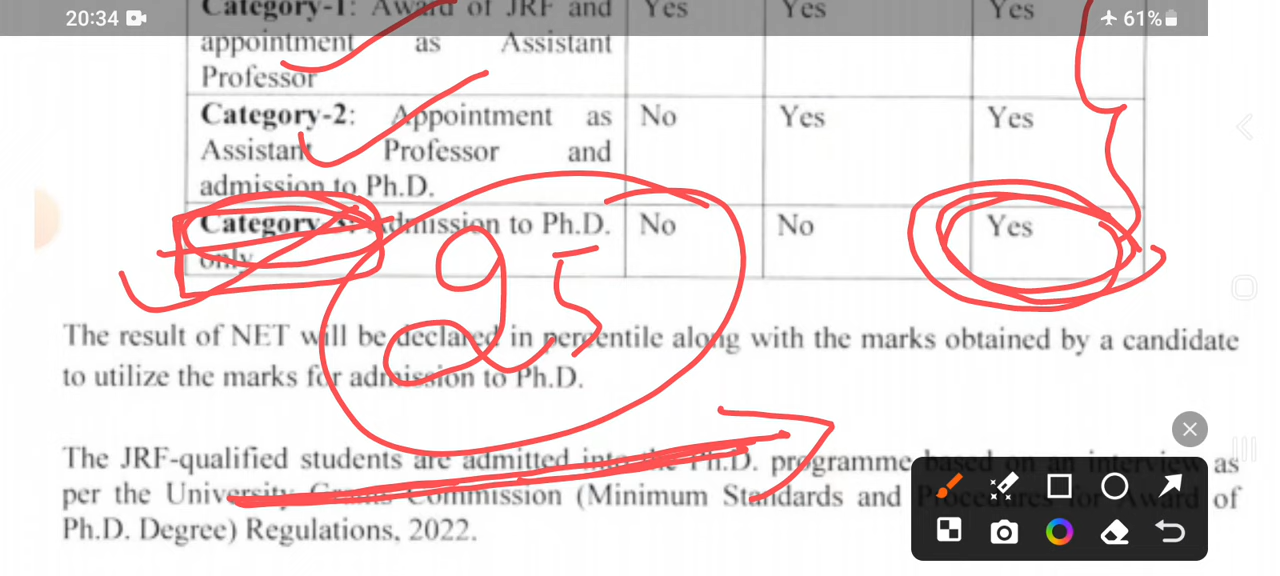 20:34 61%
Category-1: Award of JRF and Yes Yes Yes
appointment as Assistant
Professor
Category-2: Appointment as No Yes Yes
Assistant Professor and
admission to Ph.D.
Category-3: Admission to Ph.D. No No Yes
only
25
The result of NET will be declared in percentile along with the marks obtained by a candidate
to utilize the marks for admission to Ph.D.
The JRF-qualified students are admitted into the Ph.D. programme based on an interview as
per the University Grants Commission (Minimum Standards and Procedures for Award of
Ph.D. Degree) Regulations, 2022.